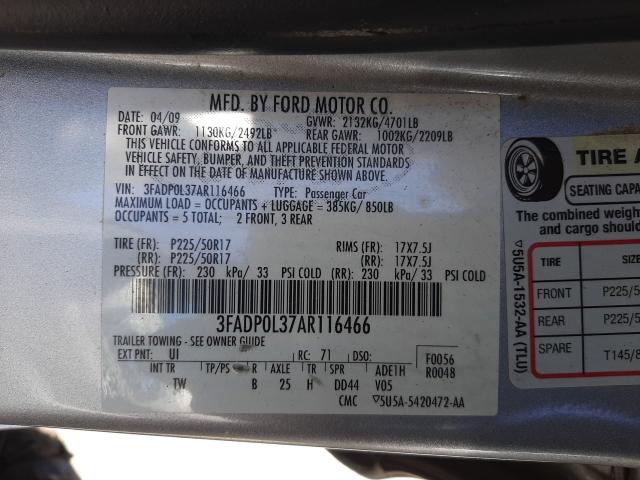 MFD. BY FORD MOTOR CO.
DATE: 04/09 GVWR: 2132KG/4701LB
FRONT GAWR: 1130KG/2492LB REAR GAWR: 1002KG/2209LB
THIS VEHICLE CONFORMS TO ALL APPLICABLE FEDERAL MOTOR
VEHICLE SAFETY, BUMPER, AND THEFT PREVENTION STANDARDS
IN EFFECT ON THE DATE OF MANUFACTURE SHOWN ABOVE.
VIN: 3FADP0L37AR116466 TYPE: Passenger Car
MAXIMUM LOAD = OCCUPANTS + LUGGAGE = 385KG/ 850LB
OCCUPANTS = 5 TOTAL; 2 FRONT, 3 REAR
TIRE (FR): P225/50R17 RIMS (FR): 17X7.5J
(RR): P225/50R17 (RR): 17X7.5J
PRESSURE (FR): 230 kPa/ 33 PSI COLD (RR): 230 kPa/ 33 PSI COLD
3FADP0L37AR116466
TRAILER TOWING - SEE OWNER GUIDE
EXT PNT: UI RC: 71 DSO: F0056
INT TR TP/PS R AXLE TR SPR ADE1H R0048
TW B 25 H DD44 V05
CMC ▽5U5A-5420472-AA
TIRE A
SEATING CAPA
The combined weigh
and cargo should
TIRE SIZE
FRONT P225/5
REAR P225/5
SPARE T145/8
▽5U5A-1532-AA (TLU)